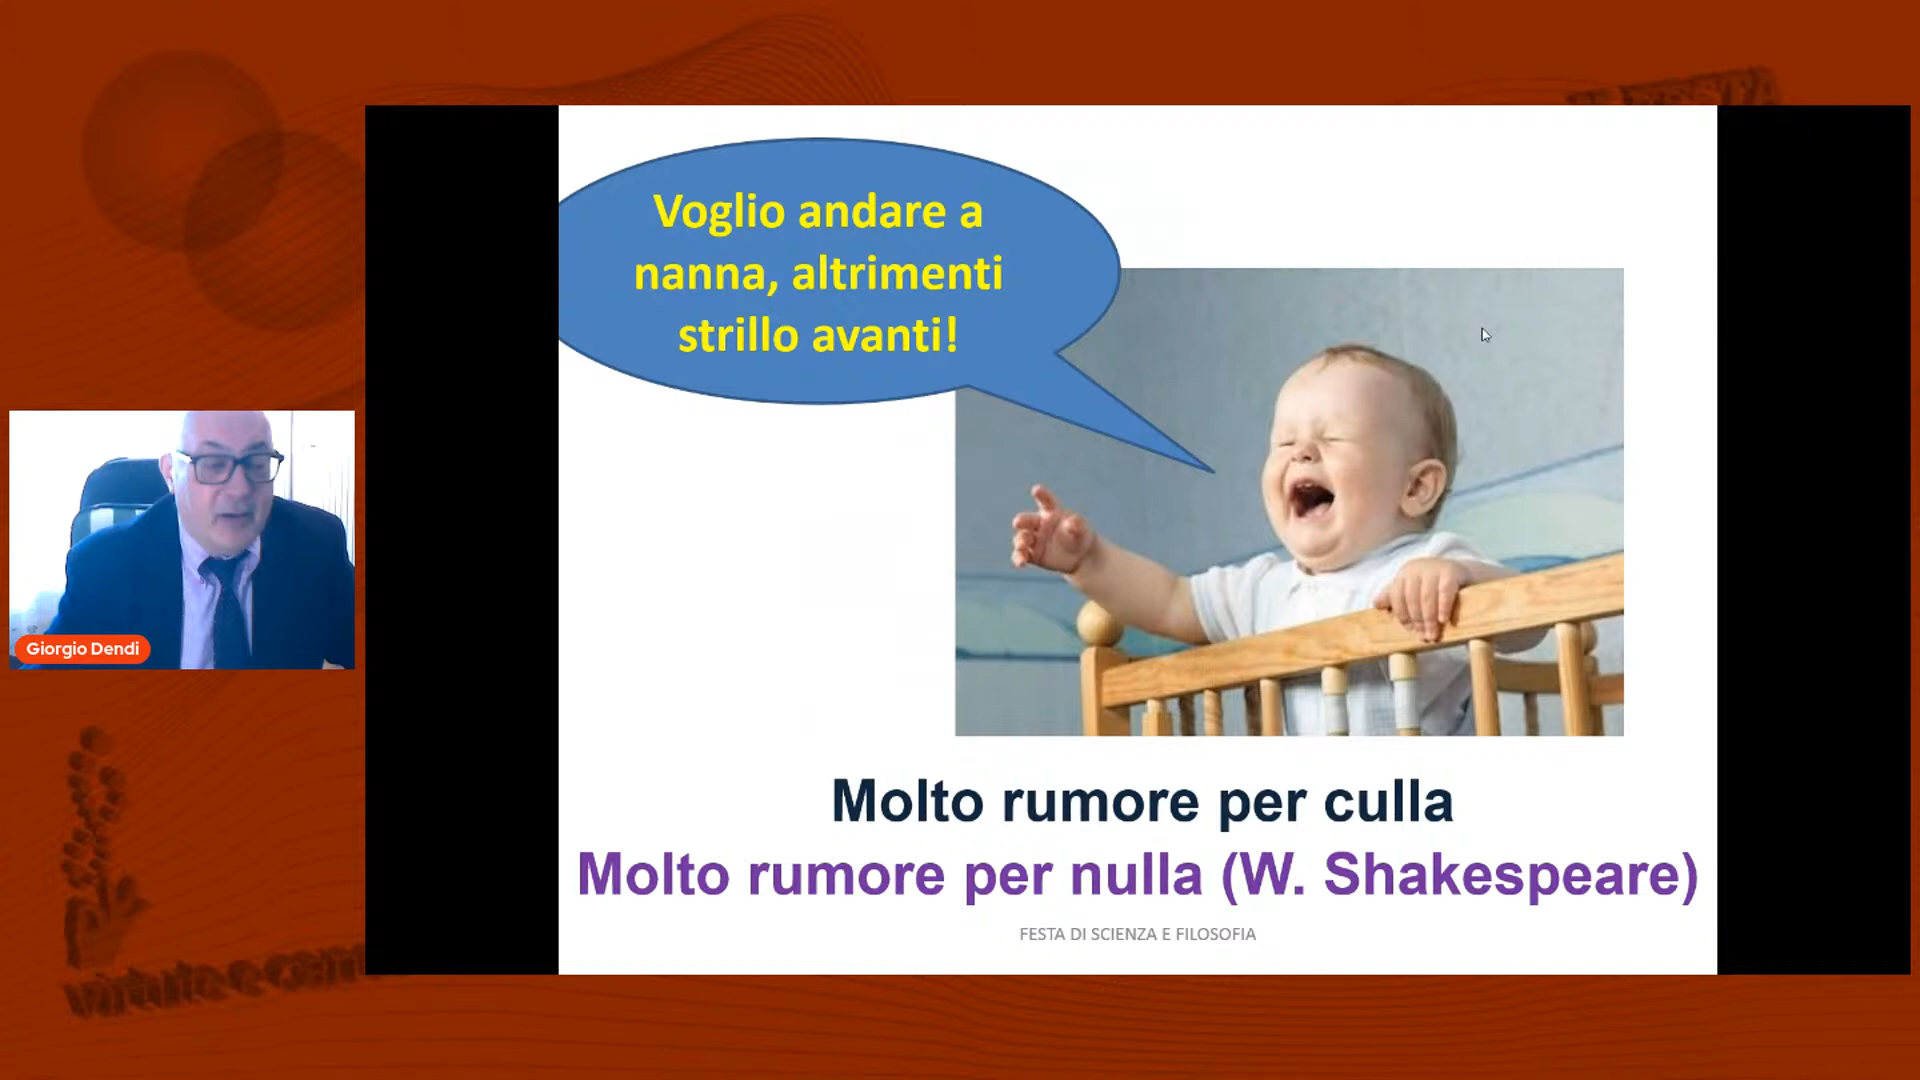 Voglio andare a
nanna, altrimenti
strillo avanti!
Giorgio Dendi
Molto rumore per culla
Molto rumore per nulla (W. Shakespeare)
FESTA DI SCIENZA E FILOSOFIA